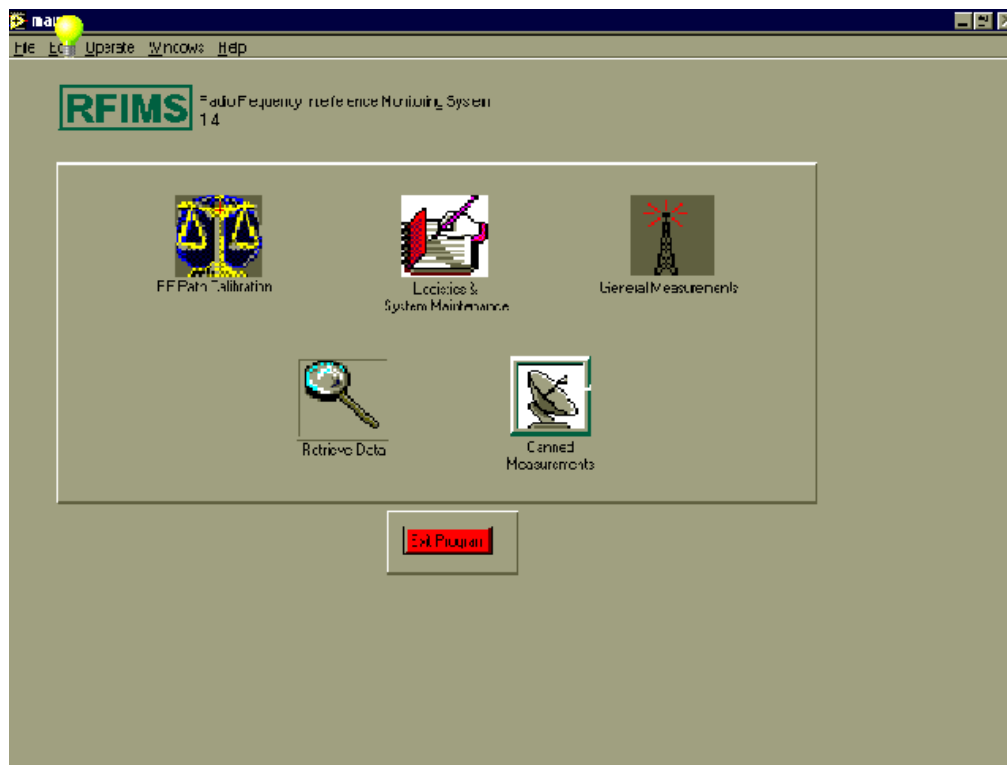 File Edit Operate Windows Help
RFIMS
Radio Frequency Interference Monitoring System
1.4
RF Path Calibration
Logistics &
System Maintenance
General Measurements
Retrieve Data
Canned
Measurements
Exit Program